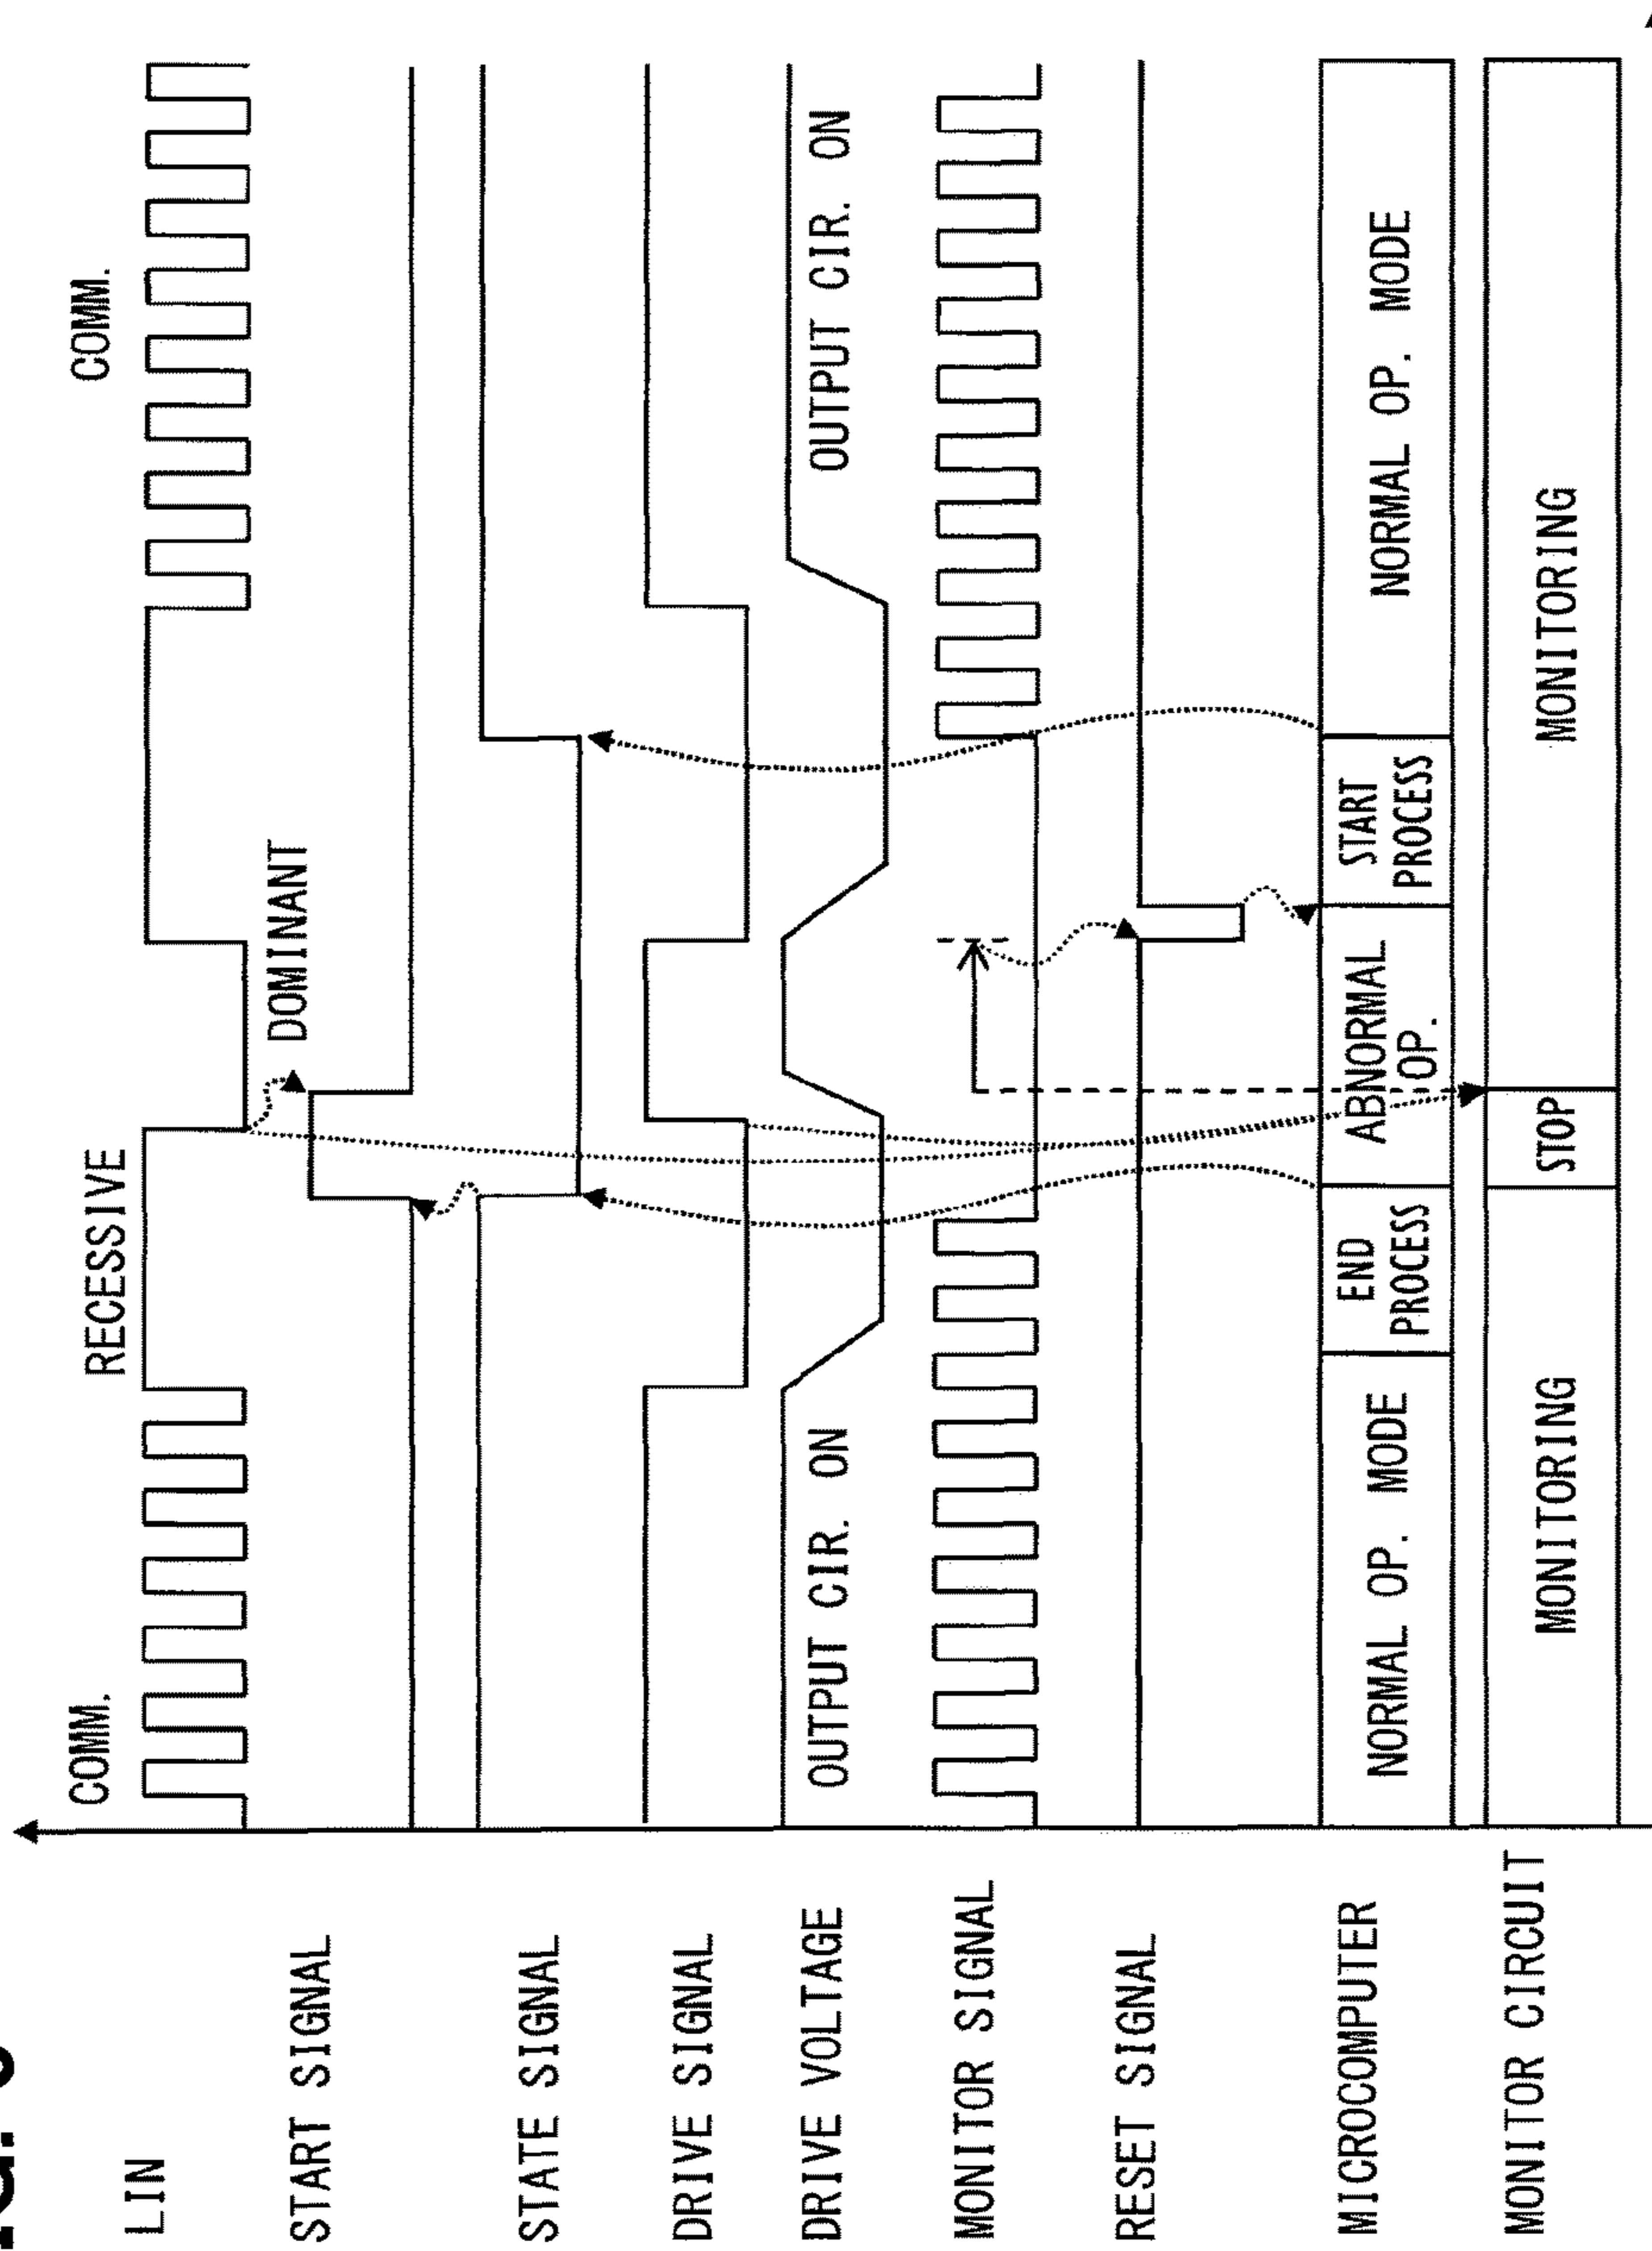 LIN
COMM.
RECESSIVE
DOMINANT
COMM.
START SIGNAL
STATE SIGNAL
DRIVE SIGNAL
DRIVE VOLTAGE
OUTPUT CIR. ON
OUTPUT CIR. ON
MONITOR SIGNAL
RESET SIGNAL
MICROCOMPUTER
NORMAL OP. MODE
END
PROCESS
ABNORMAL
OP.
START
PROCESS
NORMAL OP. MODE
MONITOR CIRCUIT
MONITORING
STOP
MONITORING